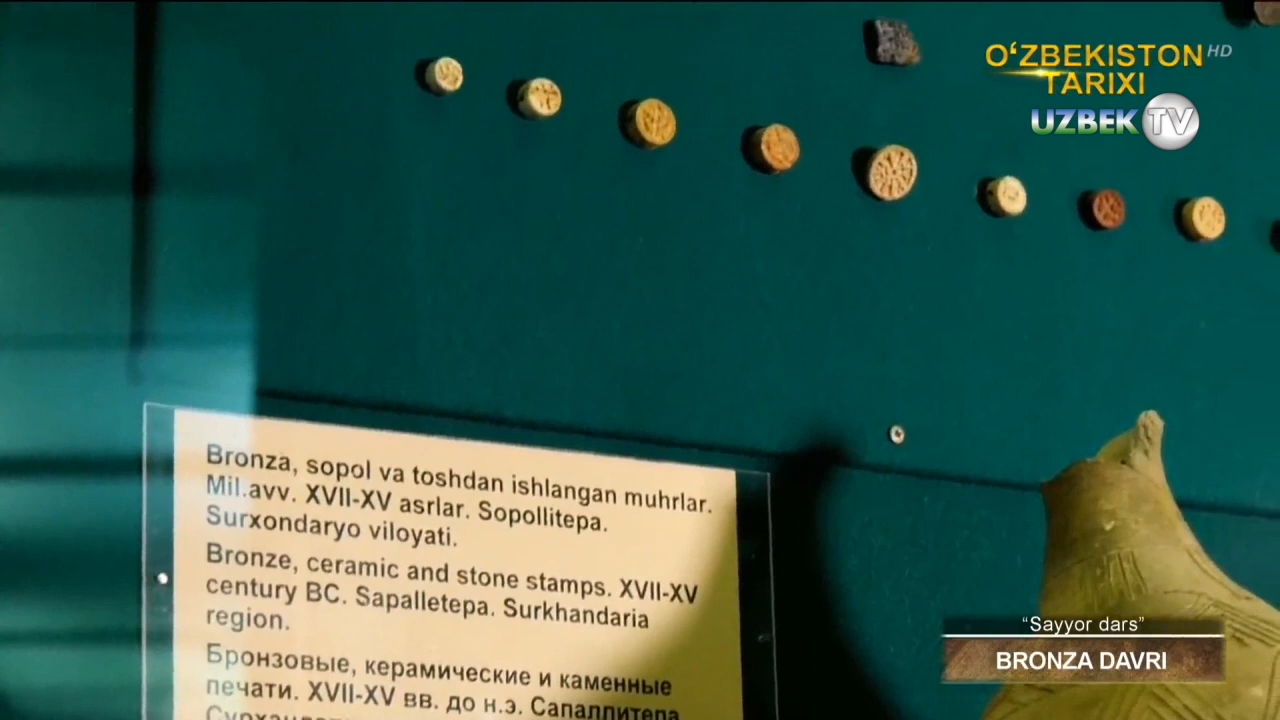 O‘ZBEKISTON HD
TARIXI
UZBEK TV
Bronza, sopol va toshdan ishlangan muhrlar.
Mil.avv. XVII-XV asrlar. Sopollitepa.
Surxondaryo viloyati.
Bronze, ceramic and stone stamps. XVII-XV
century BC. Sapalletepa. Surkhandaria
region.
Бронзовые, керамические и каменные
печати. XVII-XV вв. до н.э. Сапаллитепа.
“Sayyor dars”
BRONZA DAVRI